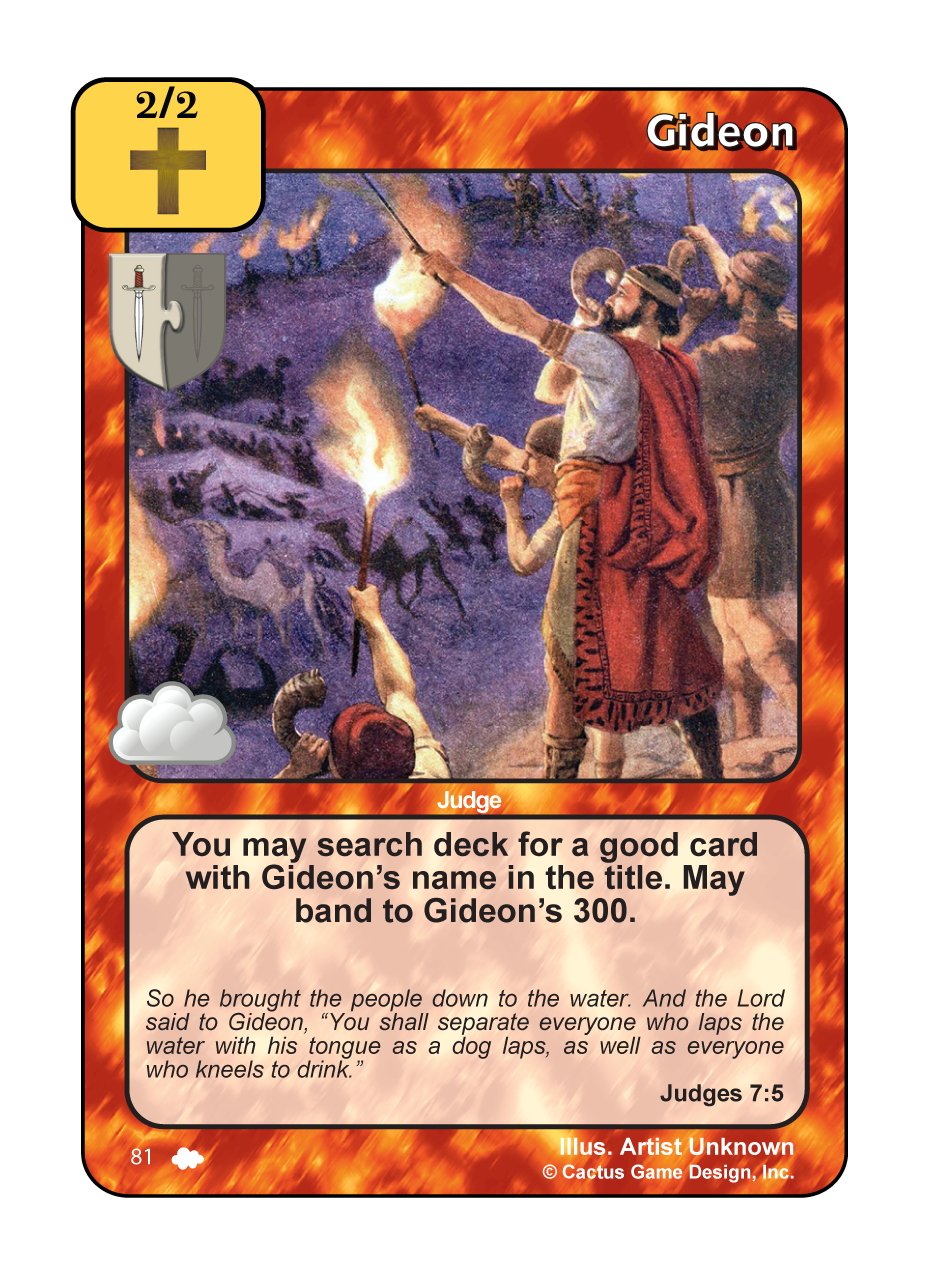 2/2
Gideon
Judge
You may search deck for a good card
with Gideon's name in the title. May
band to Gideon's 300.
So he brought the people down to the water. And the Lord
said to Gideon, “You shall separate everyone who laps the
water with his tongue as a dog laps, as well as everyone
who kneels to drink.”
Judges 7:5
81
Illus. Artist Unknown
© Cactus Game Design, Inc.